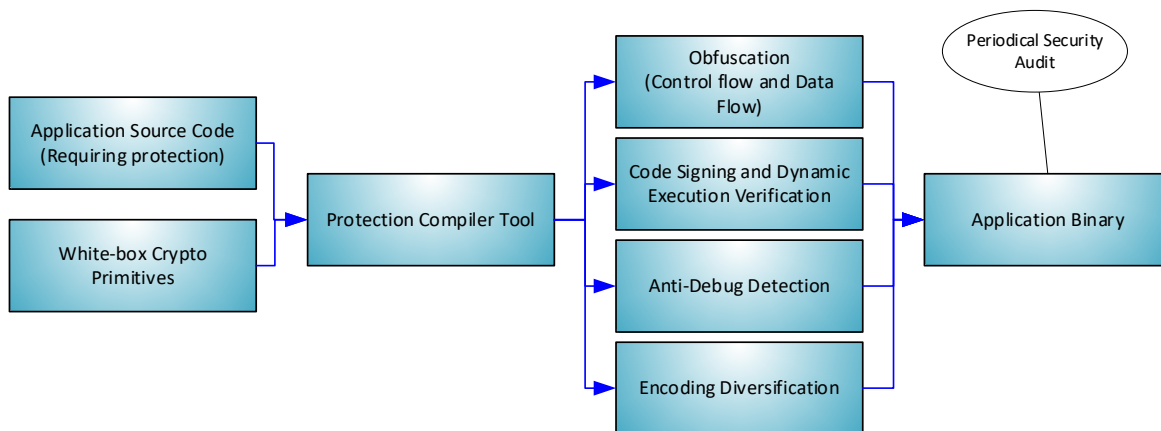 Application Source Code
(Requiring protection)
White-box Crypto
Primitives
Protection Compiler Tool
Obfuscation
(Control flow and Data
Flow)
Code Signing and Dynamic
Execution Verification
Anti-Debug Detection
Encoding Diversification
Periodical Security
Audit
Application Binary